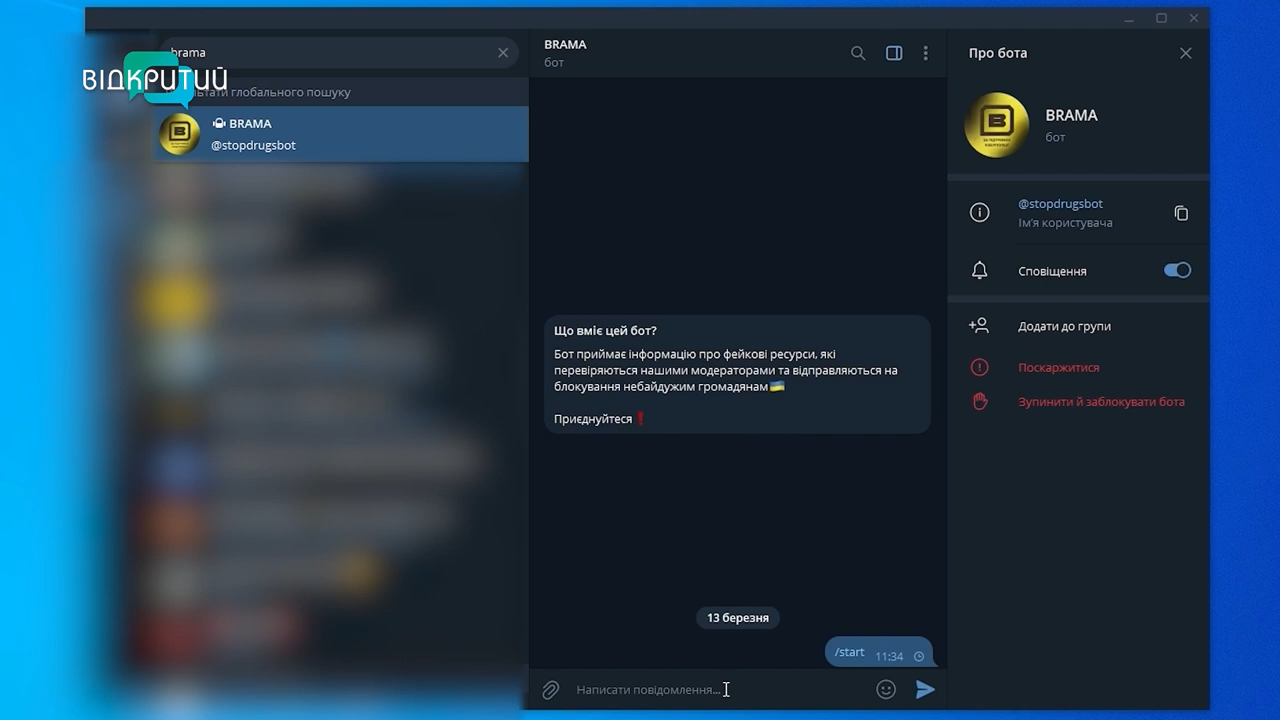 brama
ВІДКРИТИЙ
глобального пошуку
BRAMA
@stopdrugsbot
BRAMA
бот
Що вміє цей бот?
Бот приймає інформацію про фейкові ресурси, які
перевіряються нашими модераторами та відправляються на
блокування небайдужим громадянам
Приєднуйтеся
13 березня
/start 11:34
Написати повідомлення...
Про бота
BRAMA
бот
@stopdrugsbot
Ім'я користувача
Сповіщення
Додати до групи
Поскаржитися
Зупинити й заблокувати бота